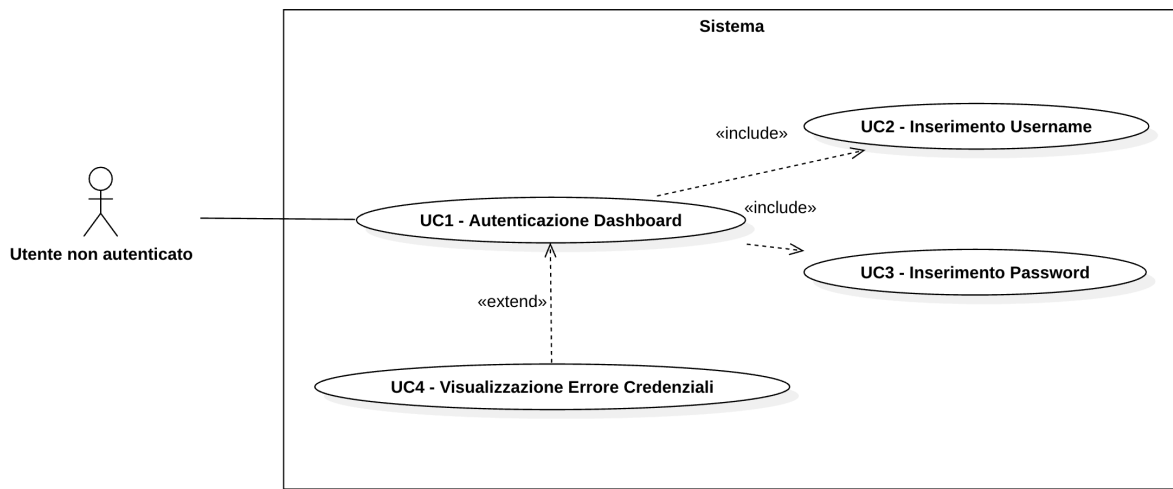 Sistema
«include»
UC2 - Inserimento Username
Utente non autenticato
UC1 - Autenticazione Dashboard
«include»
UC3 - Inserimento Password
«extend»
UC4 - Visualizzazione Errore Credenziali